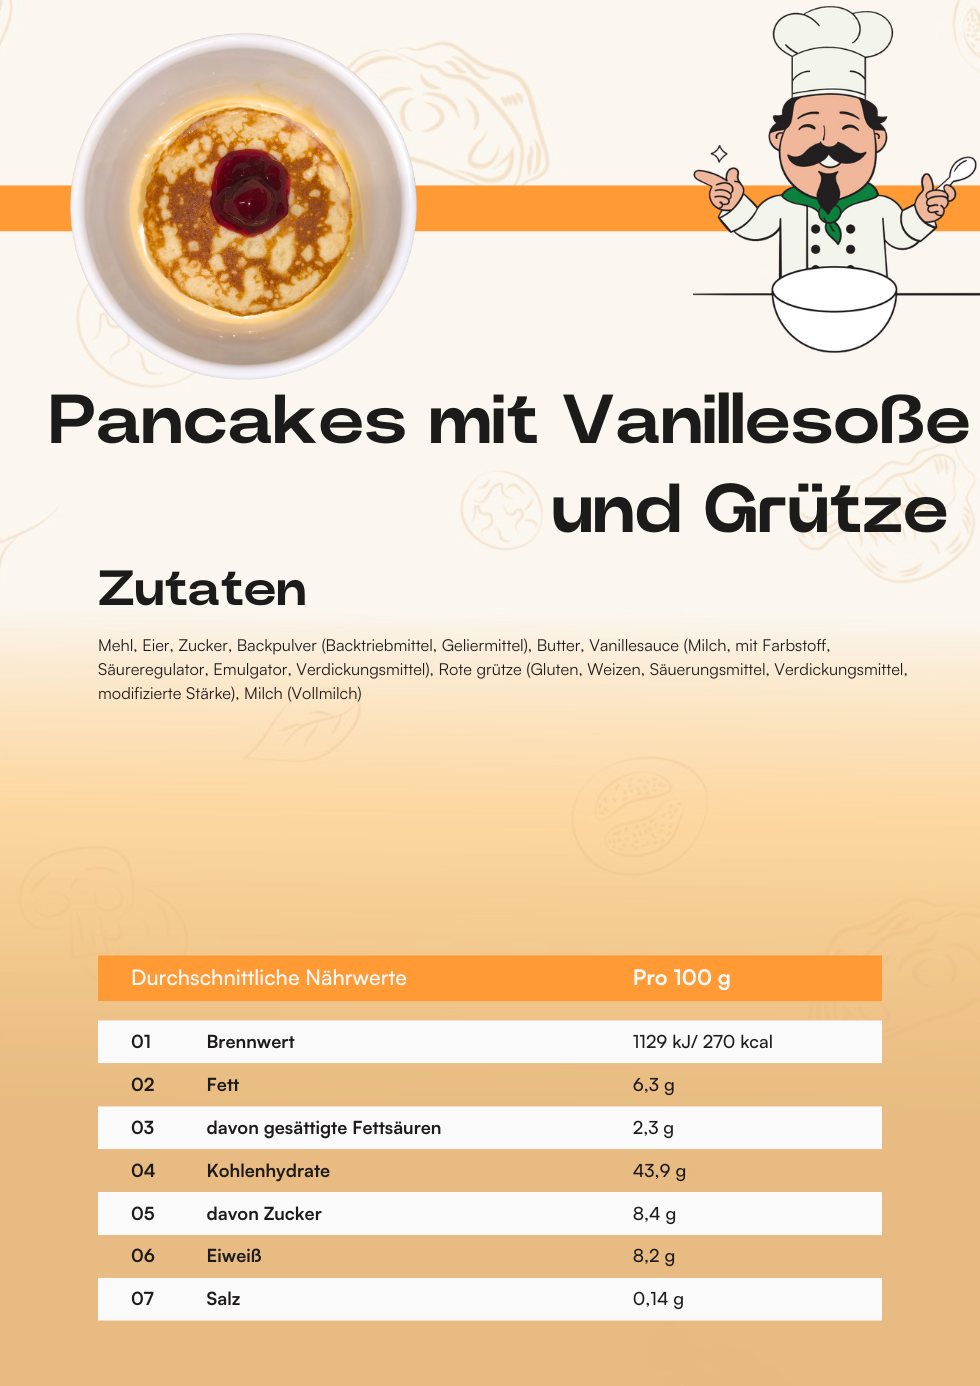 Pancakes mit Vanillesoße
und Grütze
Zutaten
Mehl, Eier, Zucker, Backpulver (Backtriebmittel, Geliermittel), Butter, Vanillesauce (Milch, mit Farbstoff,
Säureregulator, Emulgator, Verdickungsmittel), Rote grütze (Gluten, Weizen, Säuerungsmittel, Verdickungsmittel,
modifizierte Stärke), Milch (Vollmilch)
Durchschnittliche Nährwerte Pro 100 g
01 Brennwert 1129 kJ/ 270 kcal
02 Fett 6,3 g
03 davon gesättigte Fettsäuren 2,3 g
04 Kohlenhydrate 43,9 g
05 davon Zucker 8,4 g
06 Eiweiß 8,2 g
07 Salz 0,14 g